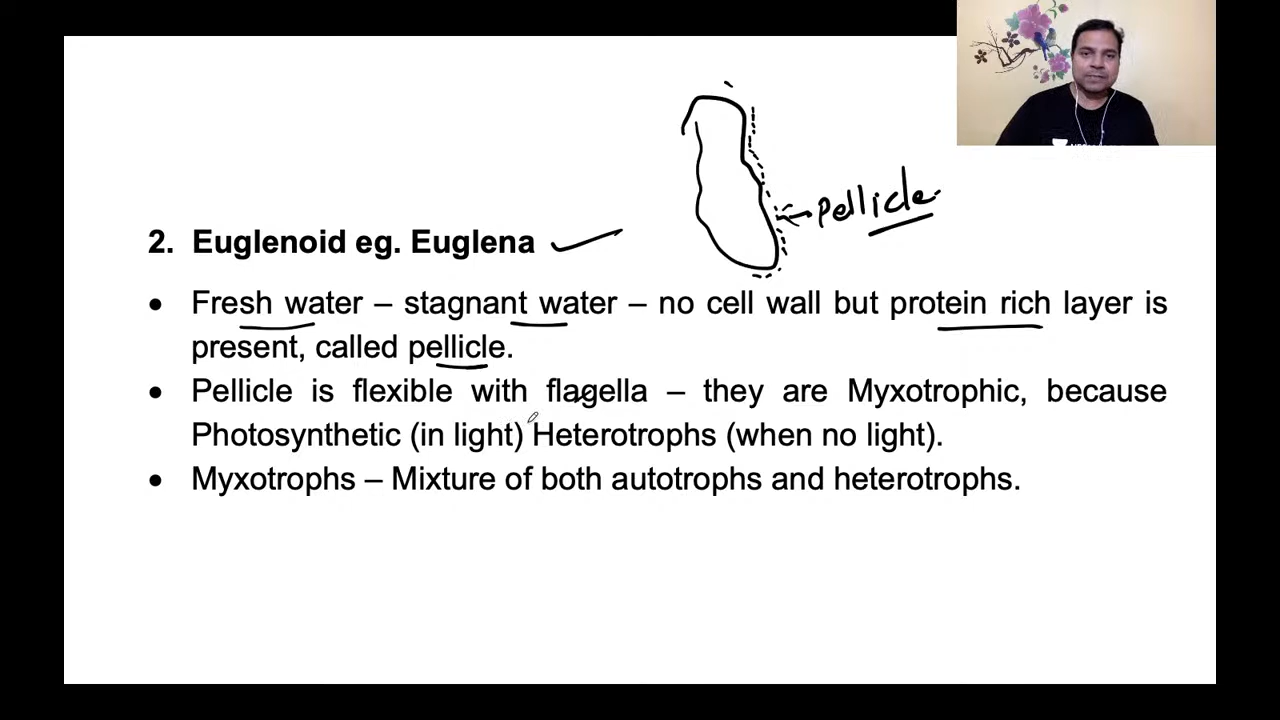 pellicle
2. Euglenoid eg. Euglena
• Fresh water – stagnant water – no cell wall but protein rich layer is
present, called pellicle.
• Pellicle is flexible with flagella – they are Myxotrophic, because
Photosynthetic (in light) Heterotrophs (when no light).
• Myxotrophs – Mixture of both autotrophs and heterotrophs.